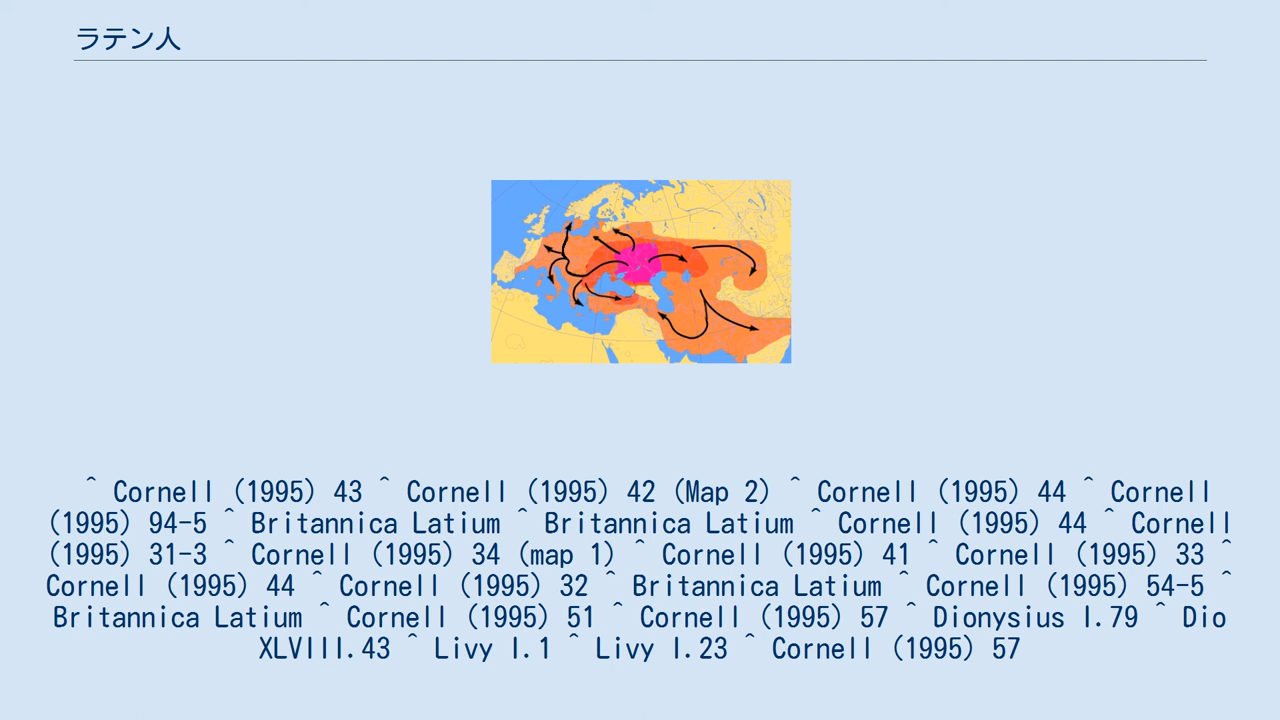 ラテン人
^ Cornell (1995) 43 ^ Cornell (1995) 42 (Map 2) ^ Cornell (1995) 44 ^ Cornell
(1995) 94-5 ^ Britannica Latium ^ Britannica Latium ^ Cornell (1995) 44 ^ Cornell
(1995) 31-3 ^ Cornell (1995) 34 (map 1) ^ Cornell (1995) 41 ^ Cornell (1995) 33 ^
Cornell (1995) 44 ^ Cornell (1995) 32 ^ Britannica Latium ^ Cornell (1995) 54-5 ^
Britannica Latium ^ Cornell (1995) 51 ^ Cornell (1995) 57 ^ Dionysius I.79 ^ Dio
XLVIII.43 ^ Livy I.1 ^ Livy I.23 ^ Cornell (1995) 57